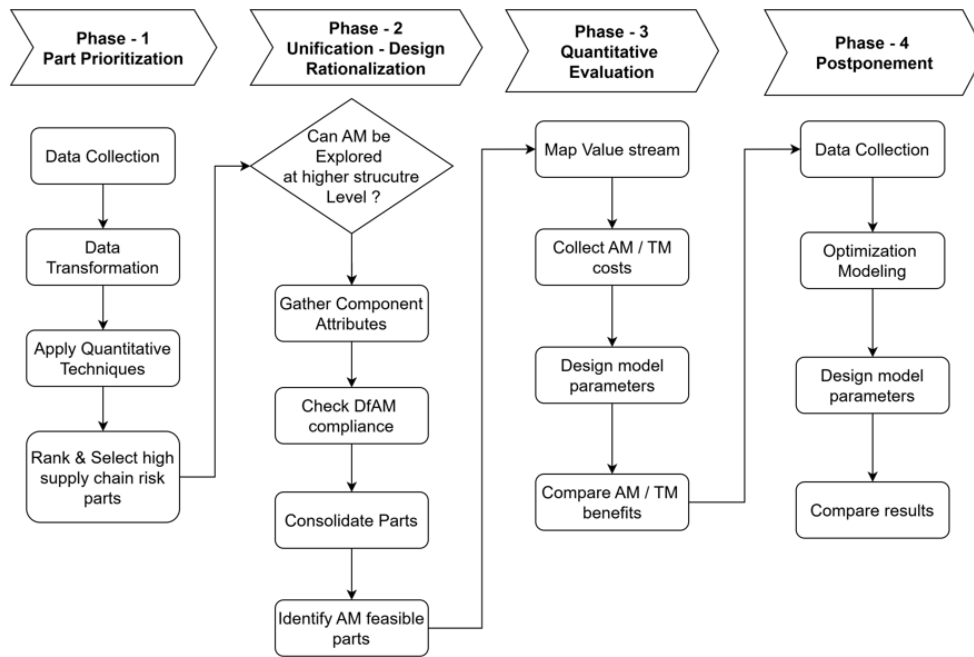 Phase - 1
Part Prioritization
Phase - 2
Unification - Design
Rationalization
Phase - 3
Quantitative
Evaluation
Phase - 4
Postponement
Data Collection
Data
Transformation
Apply Quantitative
Techniques
Rank & Select high
supply chain risk
parts
Can AM be
Explored
at higher strucutre
Level ?
Gather Component
Attributes
Check DfAM
compliance
Consolidate Parts
Identify AM feasible
parts
Map Value stream
Collect AM / TM
costs
Design model
parameters
Compare AM / TM
benefits
Data Collection
Optimization
Modeling
Design model
parameters
Compare results